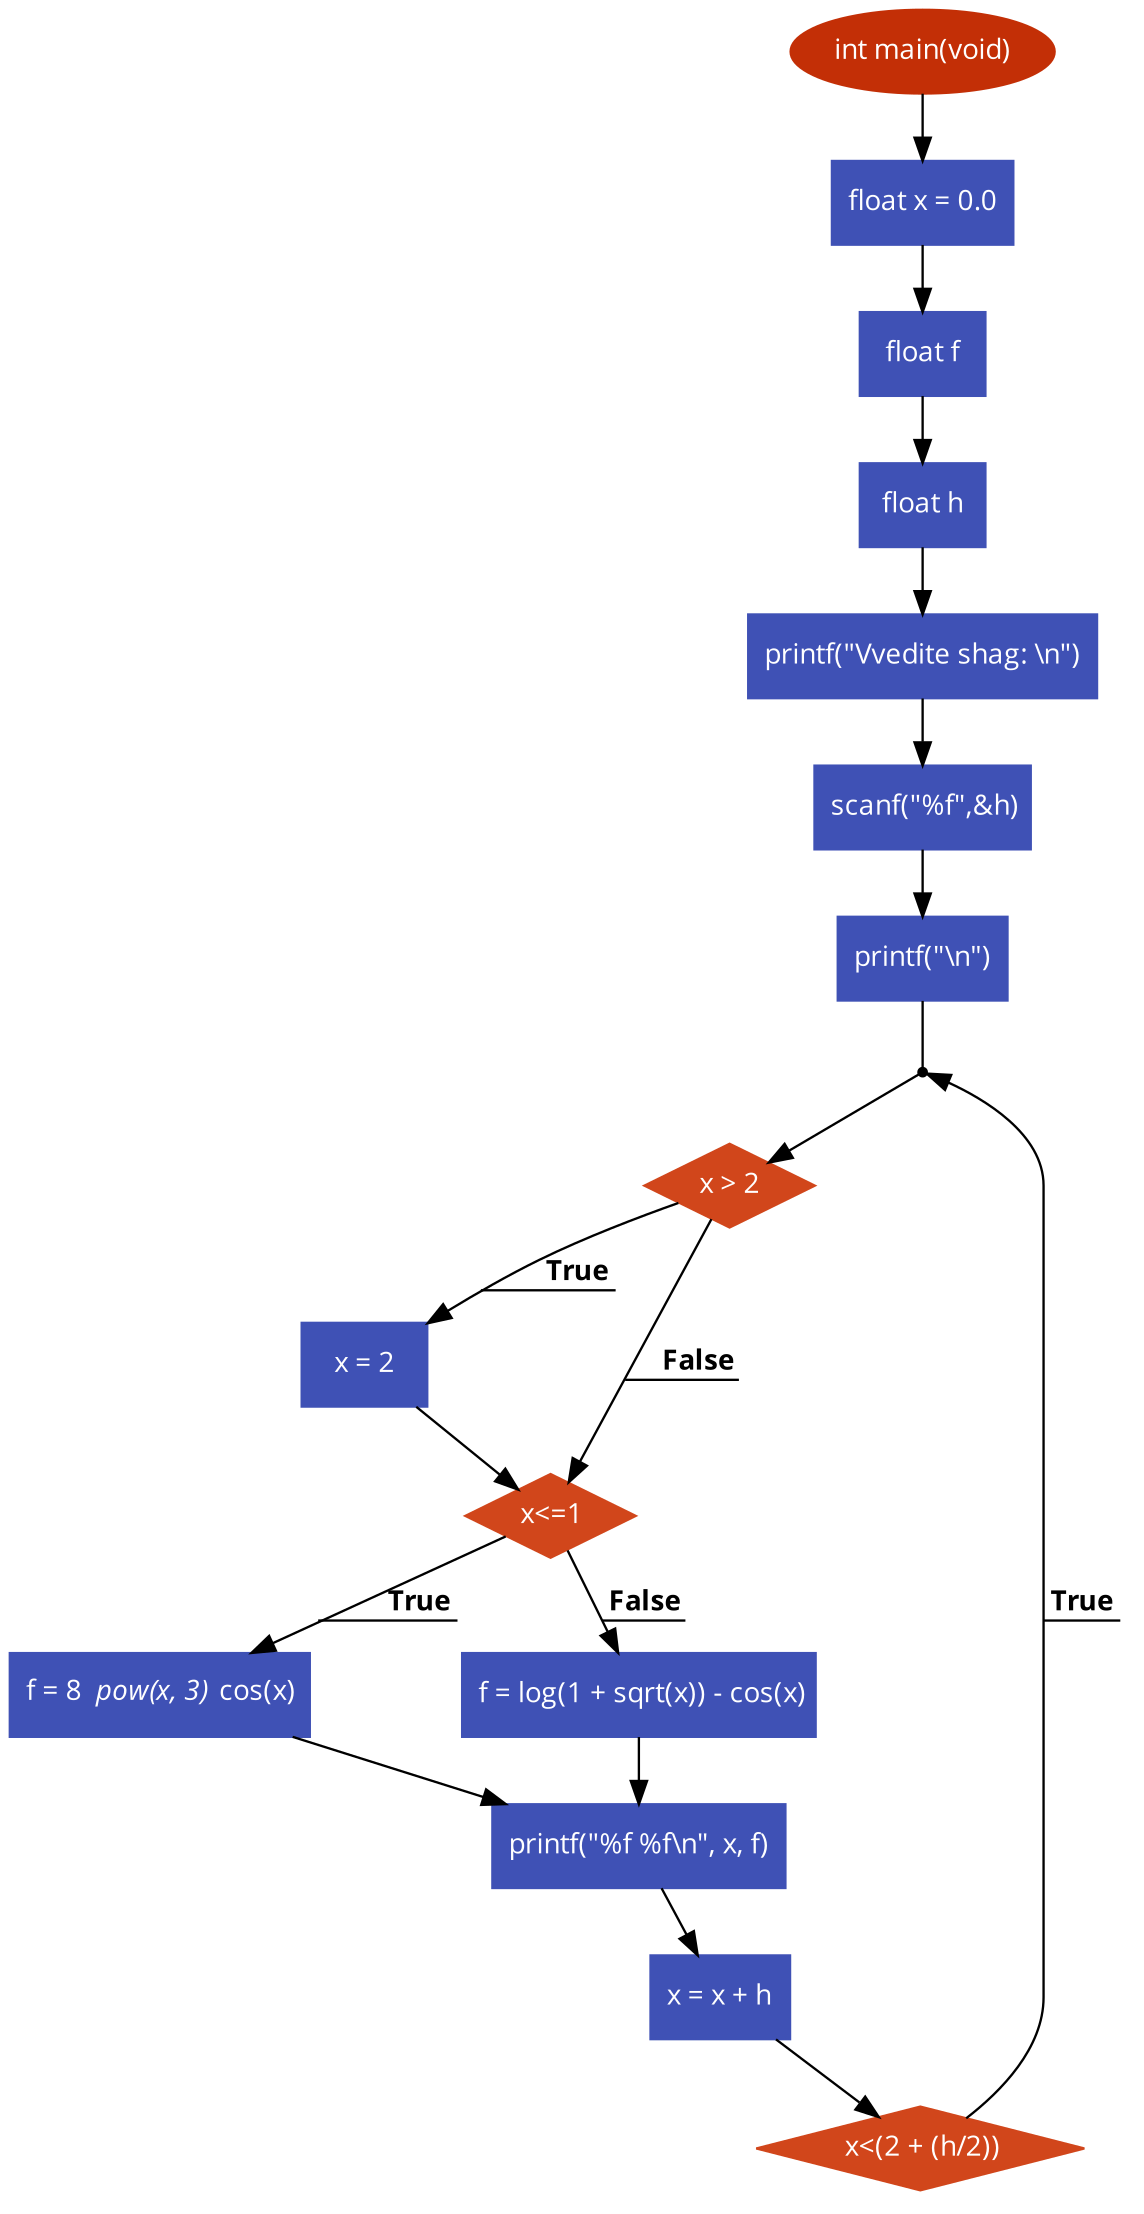 int main(void)
float x = 0.0
float f
float h
printf("Vvedite shag: \n")
scanf("%f",&h)
printf("\n")
x > 2
True
x = 2
False
x<=1
True
False
True
f = 8 pow(x, 3) cos(x)
f = log(1 + sqrt(x)) - cos(x)
printf("%f %f\n", x, f)
x = x + h
x<(2 + (h/2))